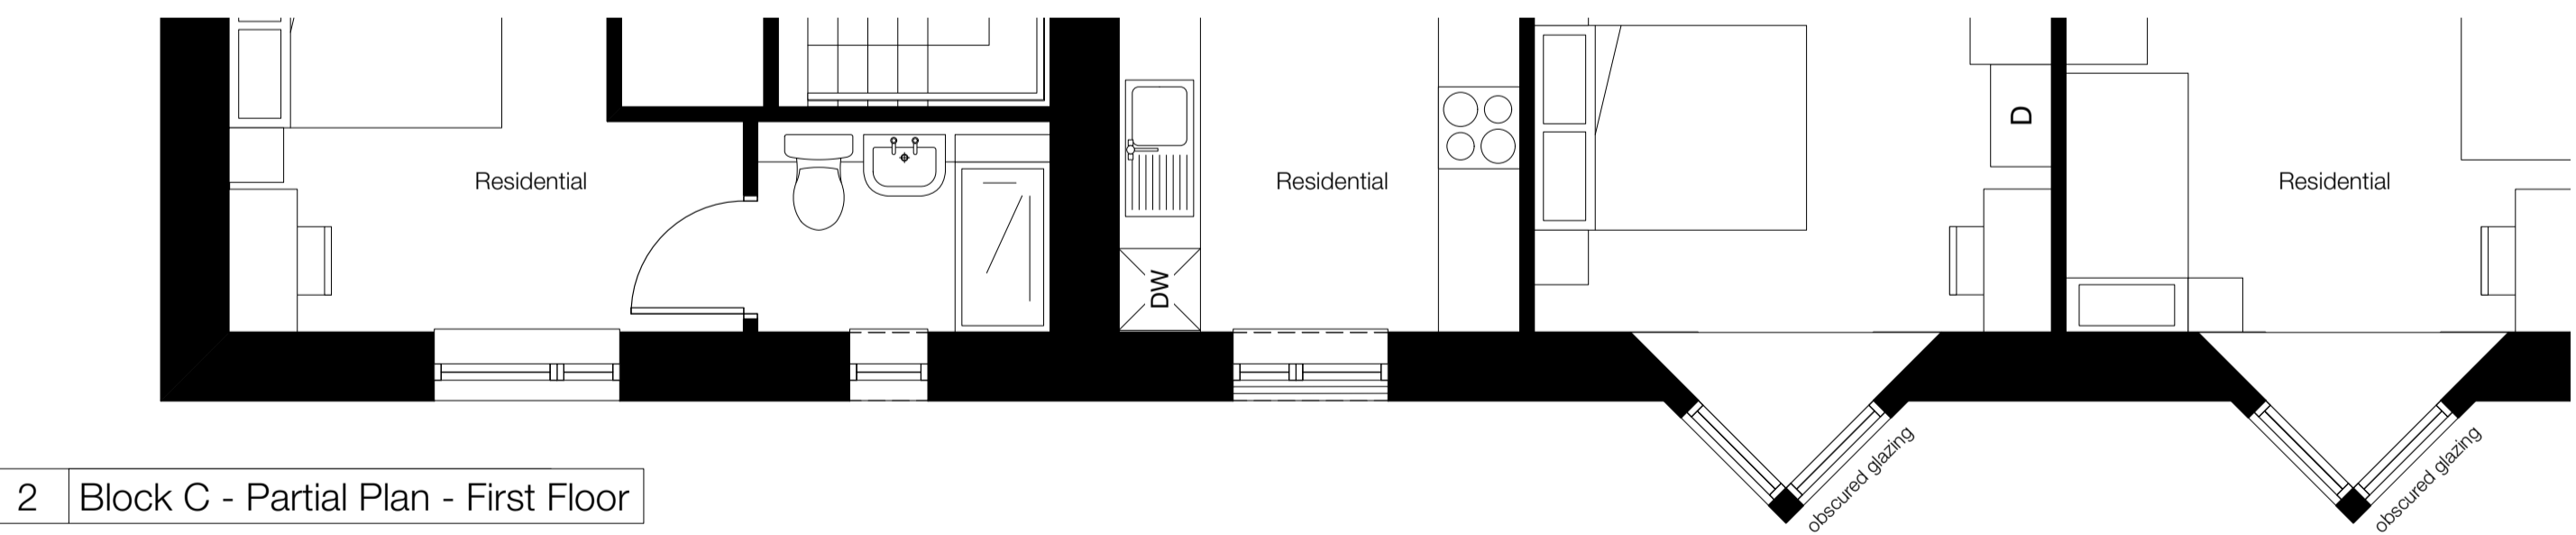 D
Residential
Residential
Residential
DW
obscured glazing
obscured glazing
2 Block C - Partial Plan - First Floor